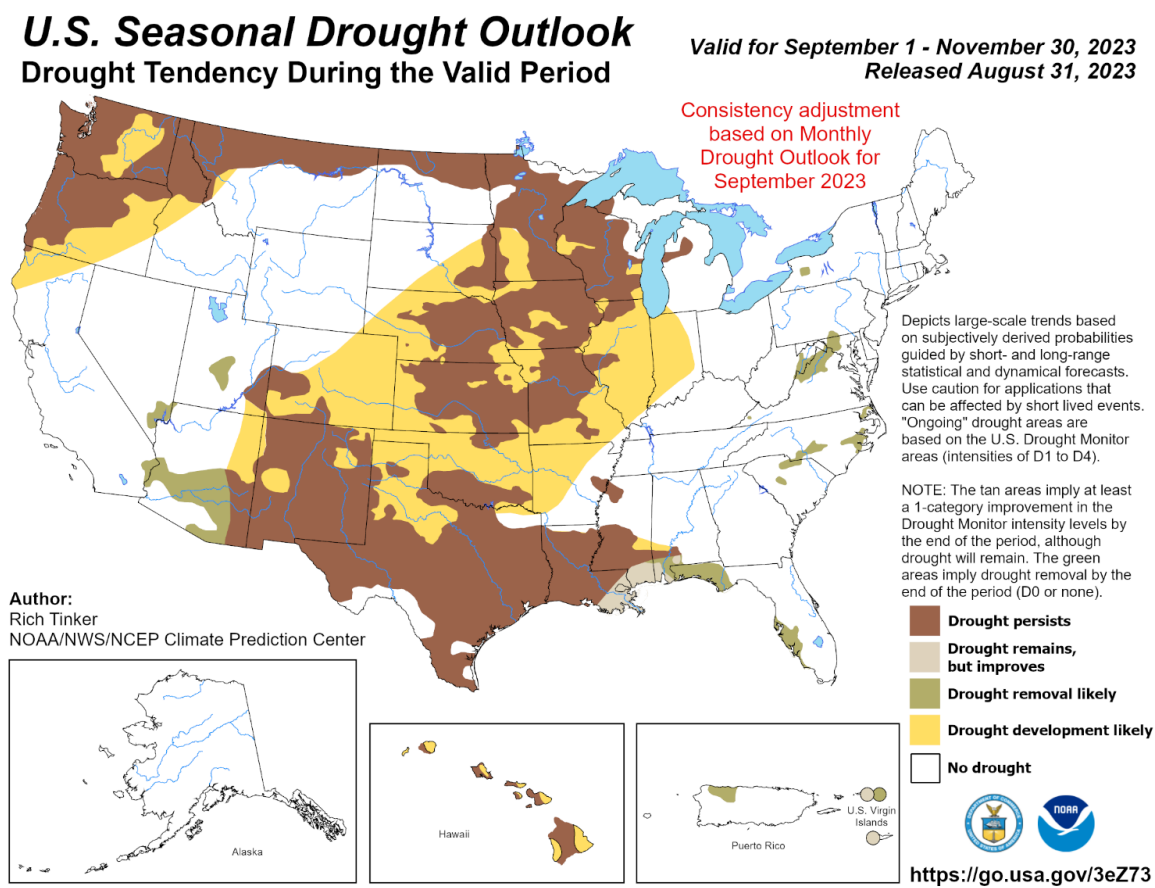 U.S. Seasonal Drought Outlook
Drought Tendency During the Valid Period
Valid for September 1 - November 30, 2023
Released August 31, 2023
Consistency adjustment
based on Monthly
Drought Outlook for
September 2023
Depicts large-scale trends based
on subjectively derived probabilities
guided by short- and long-range
statistical and dynamical forecasts.
Use caution for applications that
can be affected by short lived events.
"Ongoing" drought areas are
based on the U.S. Drought Monitor
areas (intensities of D1 to D4).
NOTE: The tan areas imply at least
a 1-category improvement in the
Drought Monitor intensity levels by
the end of the period, although
drought will remain. The green
areas imply drought removal by the
end of the period (D0 or none).
Author:
Rich Tinker
NOAA/NWS/NCEP Climate Prediction Center
Drought persists
Drought remains,
but improves
Drought removal likely
Drought development likely
No drought
Alaska
Hawaii
Puerto Rico
U.S. Virgin
Islands
NOAA
https://go.usa.gov/3eZ73